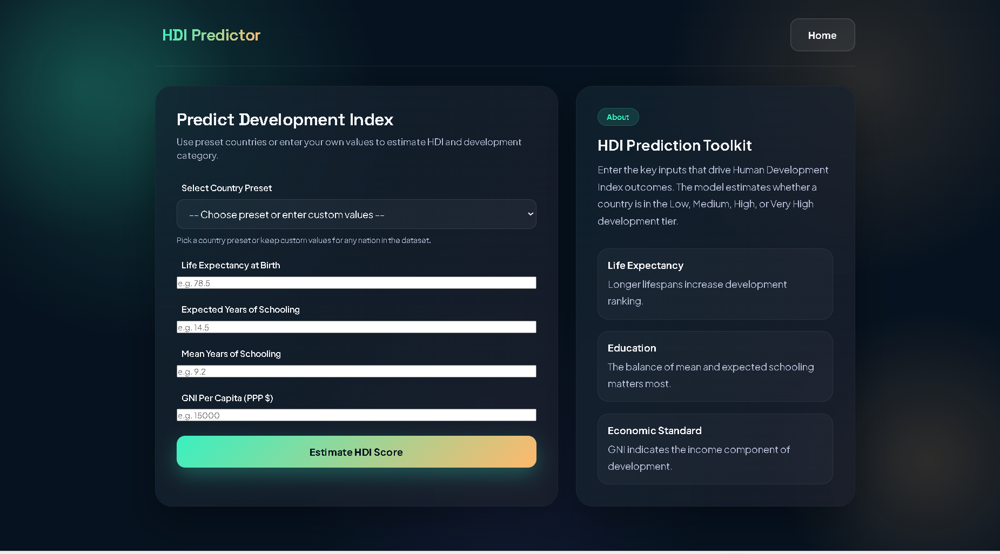 HDI Predictor
Home
Predict Development Index
Use preset countries or enter your own values to estimate HDI and development
category.
Select Country Preset
-- Choose preset or enter custom values --
Pick a country preset or keep custom values for any nation in the dataset.
Life Expectancy at Birth
e.g. 78.5
Expected Years of Schooling
e.g. 14.5
Mean Years of Schooling
e.g. 9.2
GNI Per Capita (PPP $)
e.g. 15000
Estimate HDI Score
About
HDI Prediction Toolkit
Enter the key inputs that drive Human Development
Index outcomes. The model estimates whether a
country is in the Low, Medium, High, or Very High
development tier.
Life Expectancy
Longer lifespans increase development
ranking.
Education
The balance of mean and expected schooling
matters most.
Economic Standard
GNI indicates the income component of
development.